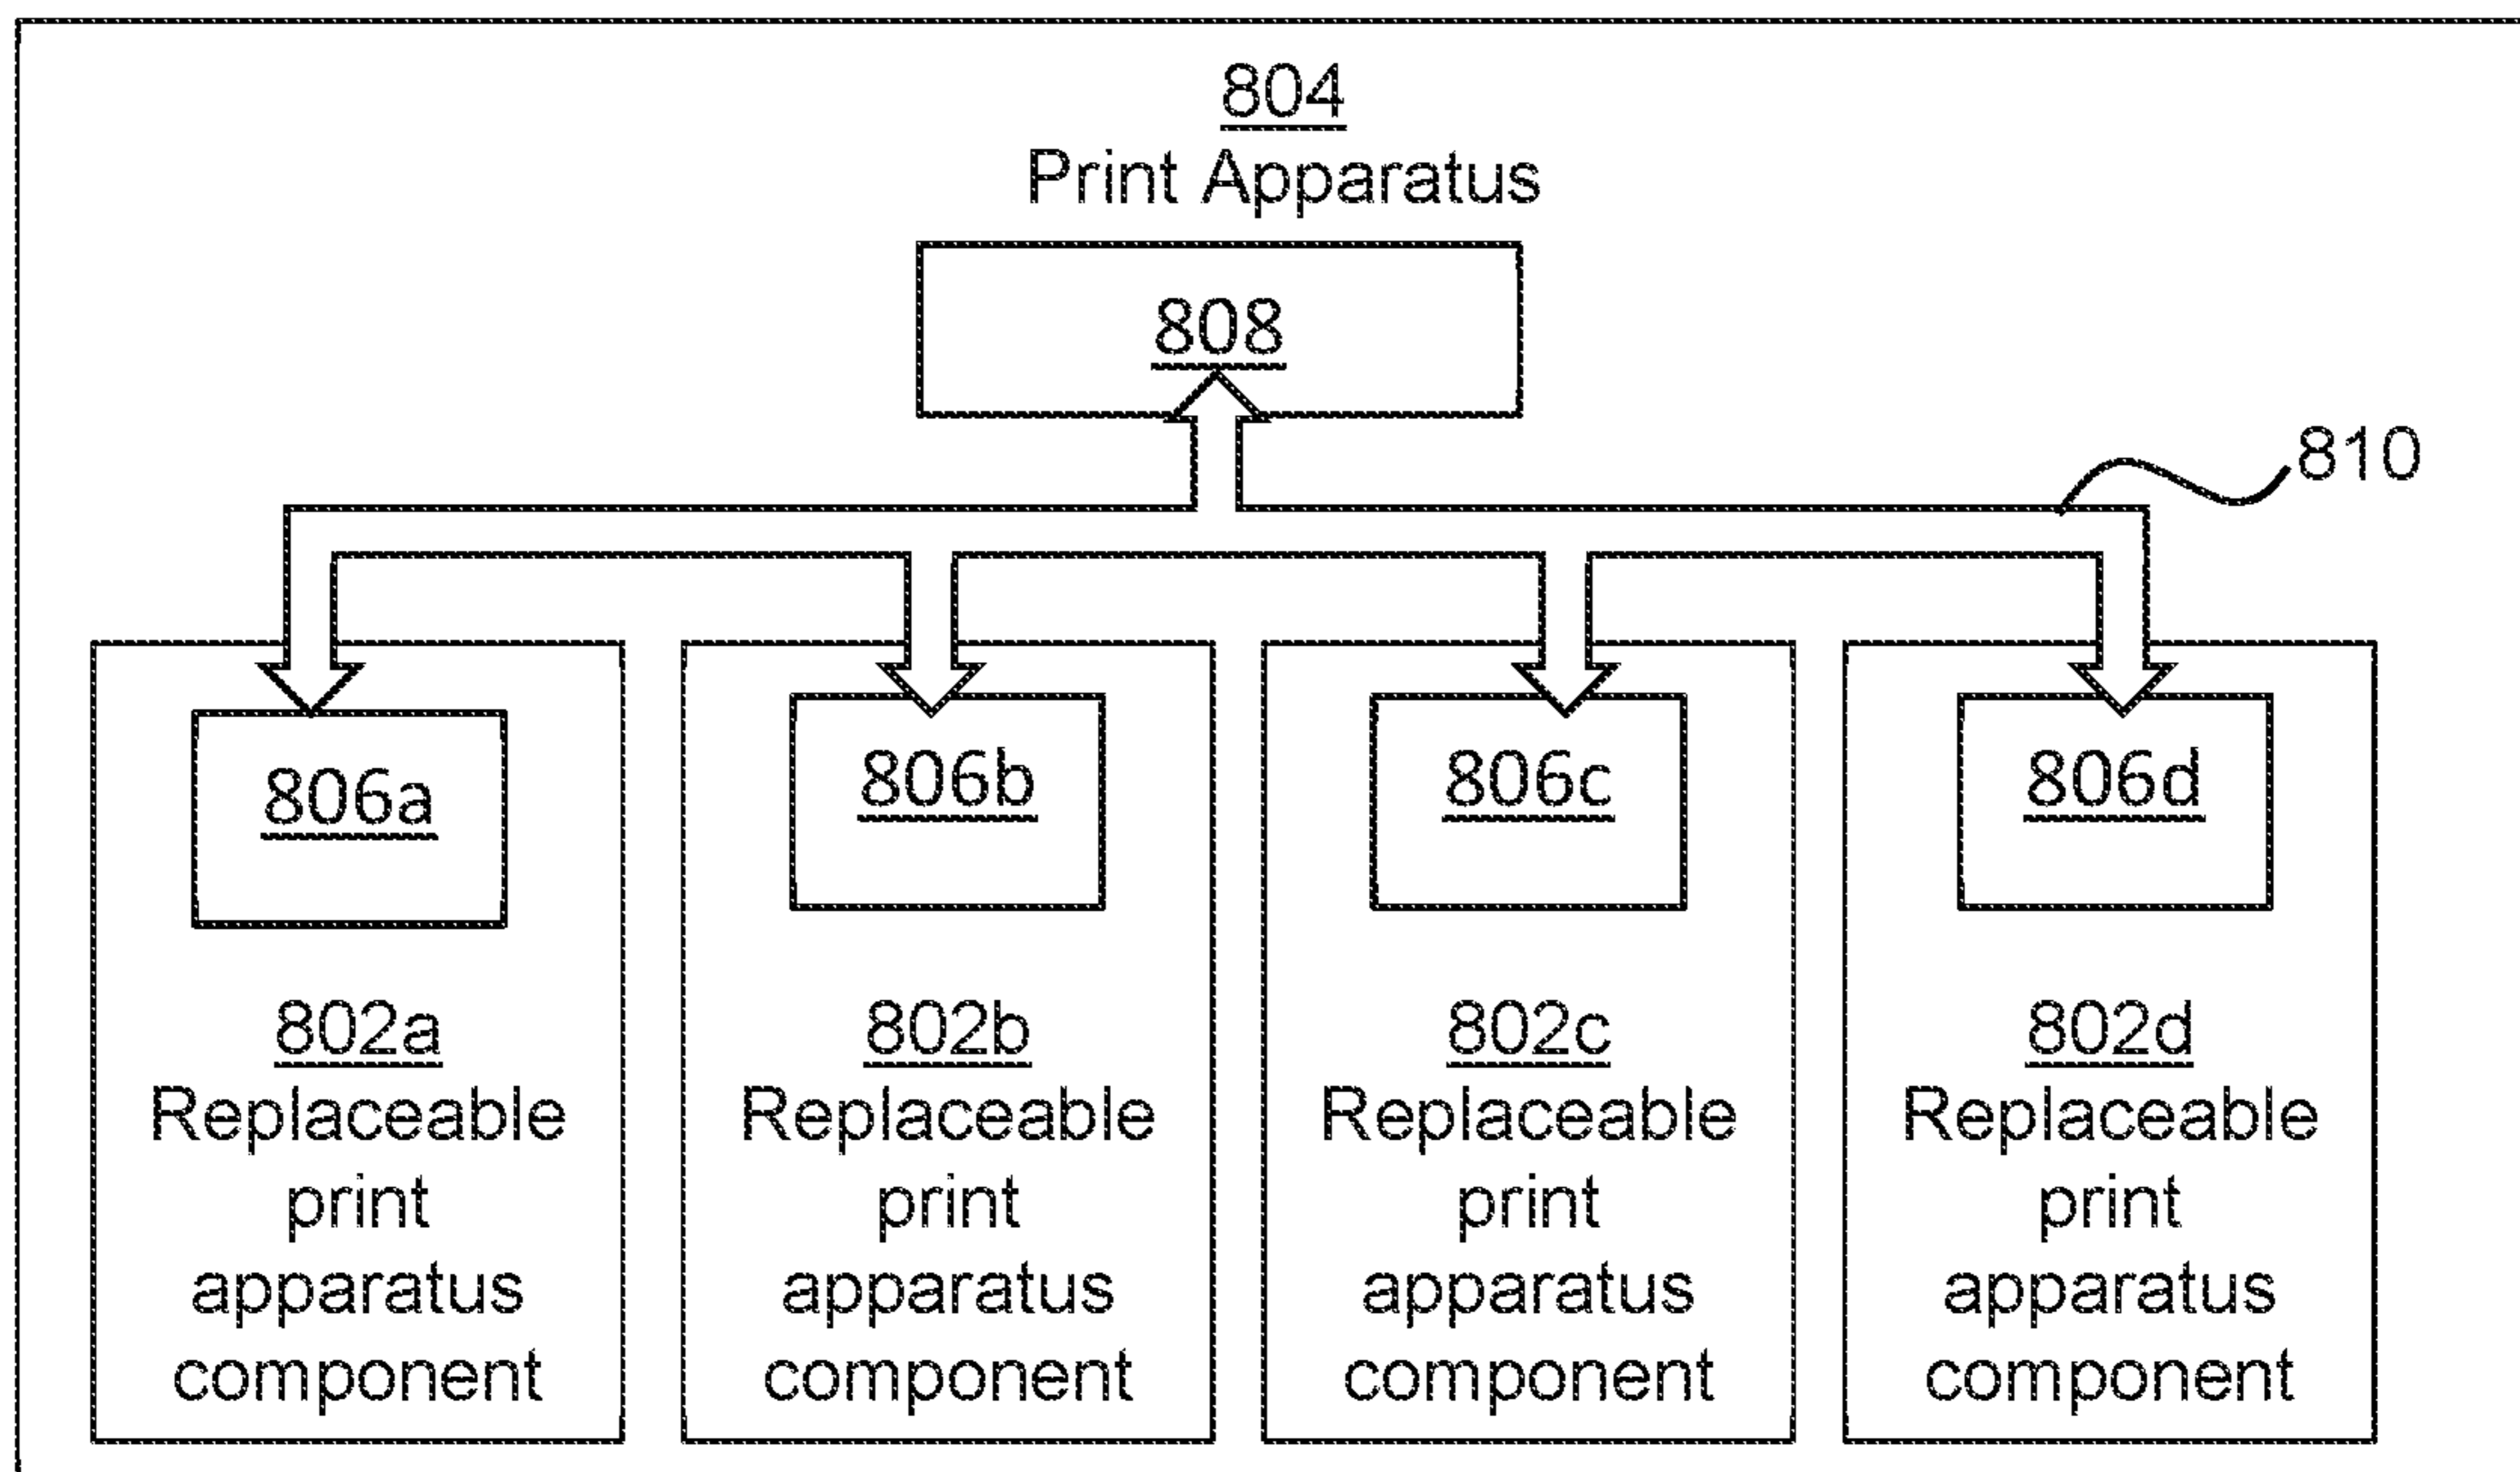 804
Print Apparatus
808
810
806a
806b
806c
806d
802a
Replaceable
print
apparatus
component
802b
Replaceable
print
apparatus
component
802c
Replaceable
print
apparatus
component
802d
Replaceable
print
apparatus
component